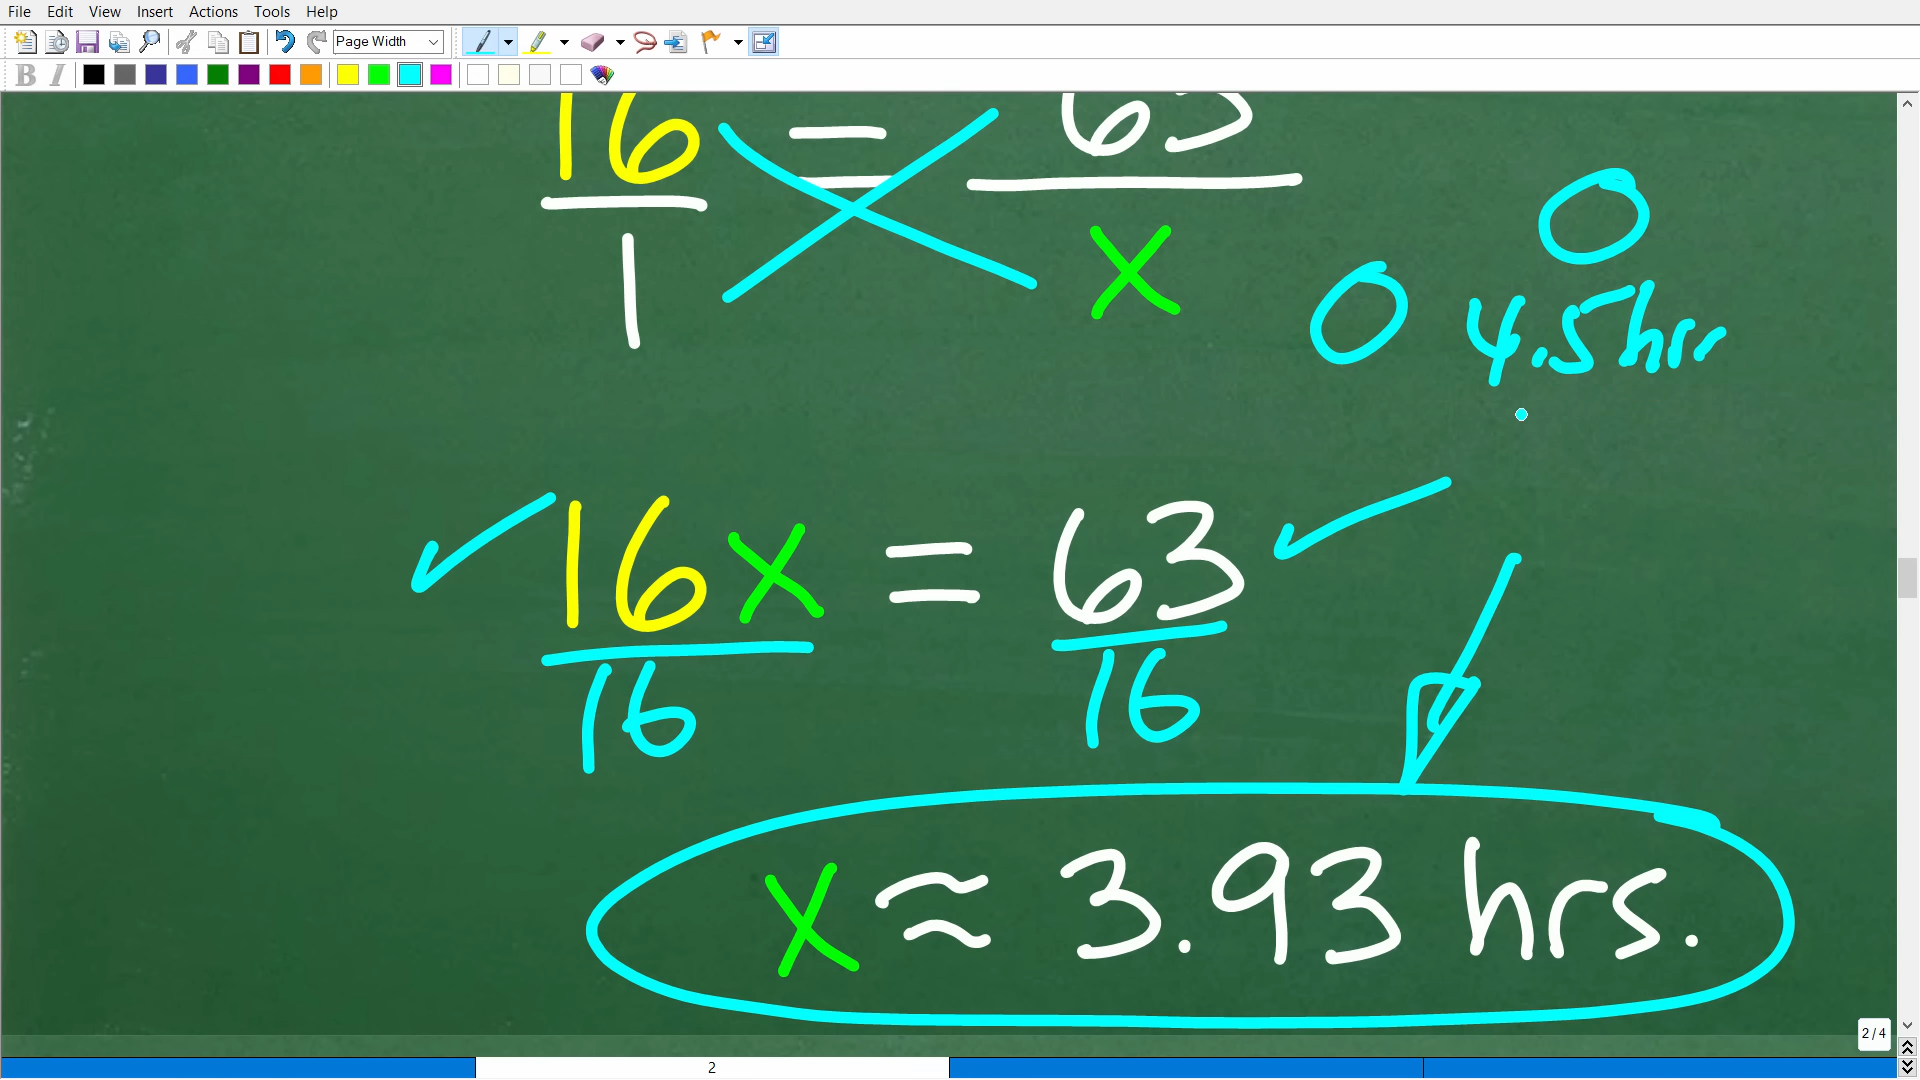 File Edit View Insert Actions Tools Help
Page Width
B I
16 = 63
1 x
0
0 4.5hrs
16x = 63
16 16
x ≈ 3.93 hrs.
2 / 4
2